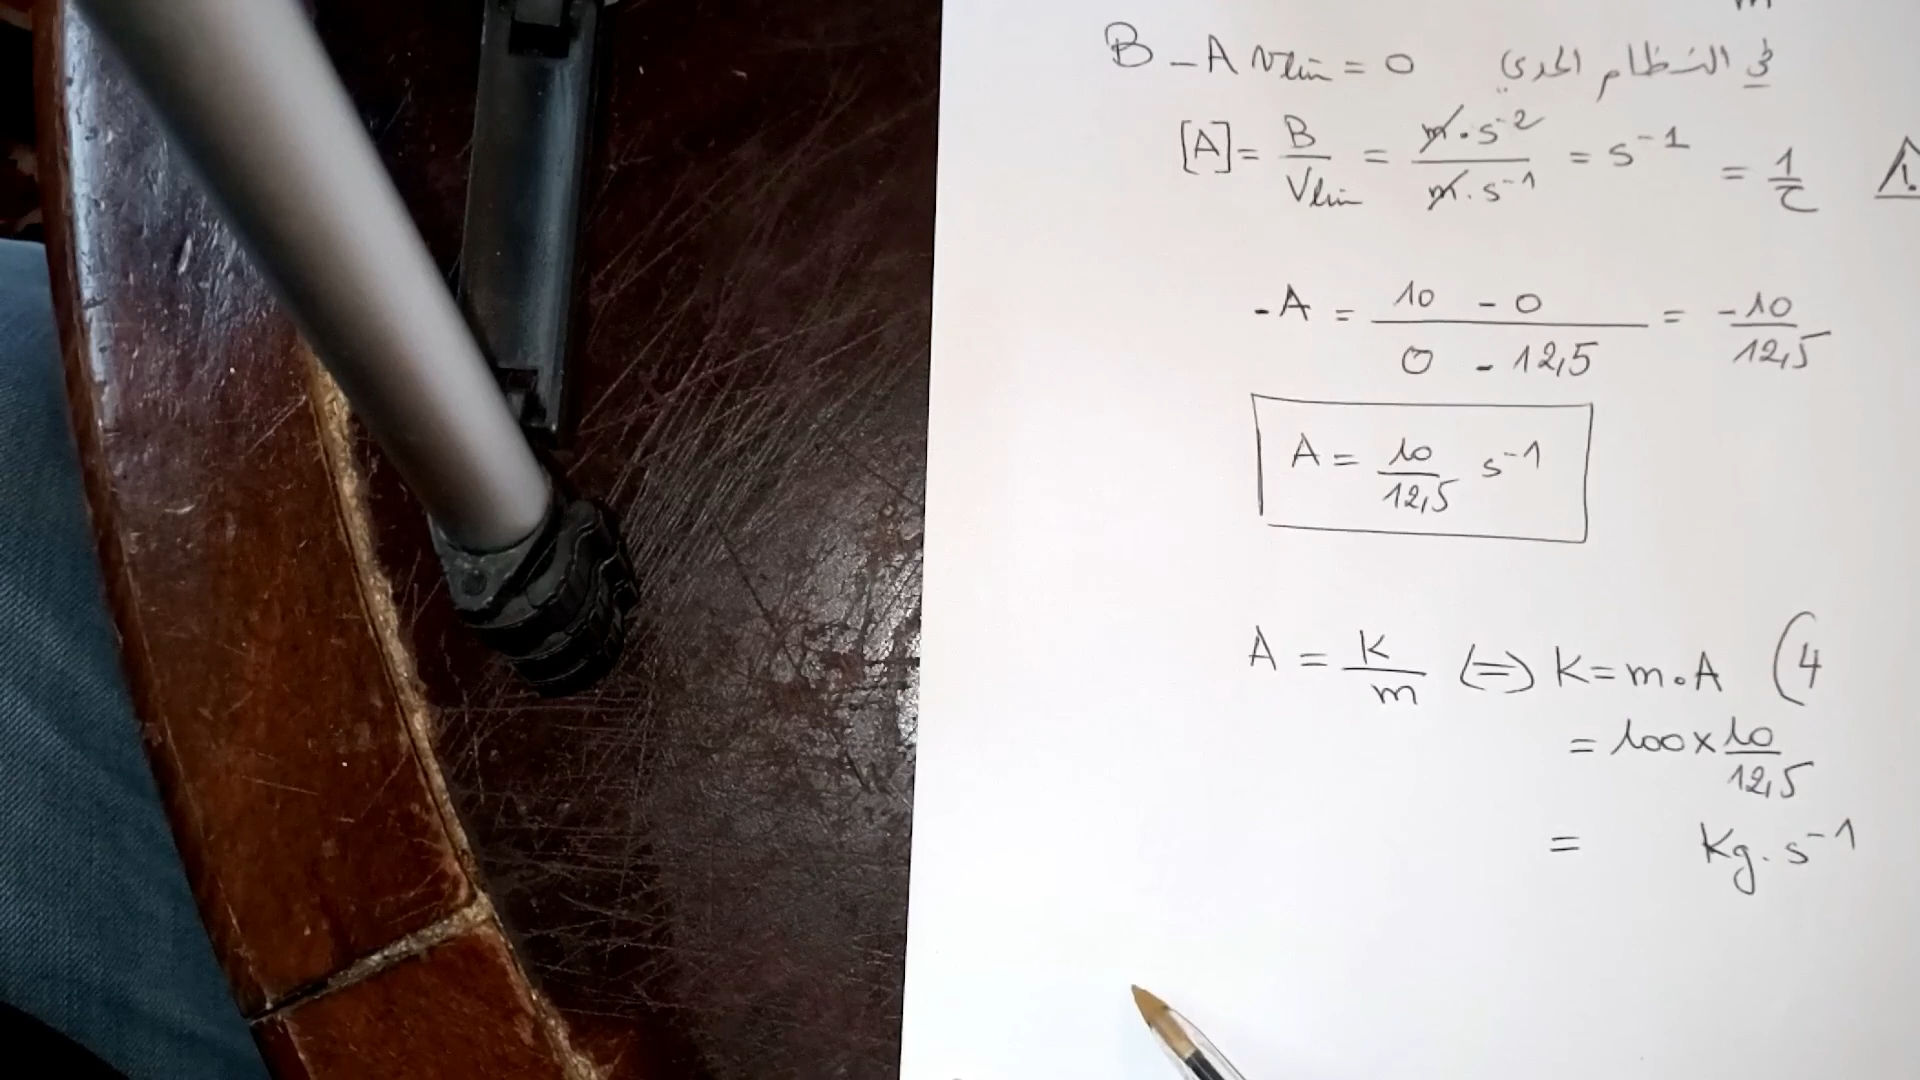 m
B - A Vlim = 0 في النظام الحدي
[A] = B/Vlim = m·s⁻²/m·s⁻¹ = s⁻¹ = 1/τ
-A = (10 - 0)/(0 - 12,5) = -10/12,5
A = 10/12,5 s⁻¹
A = K/m ⟺ K = m.A (4
= 100 × 10/12,5
= Kg.s⁻¹